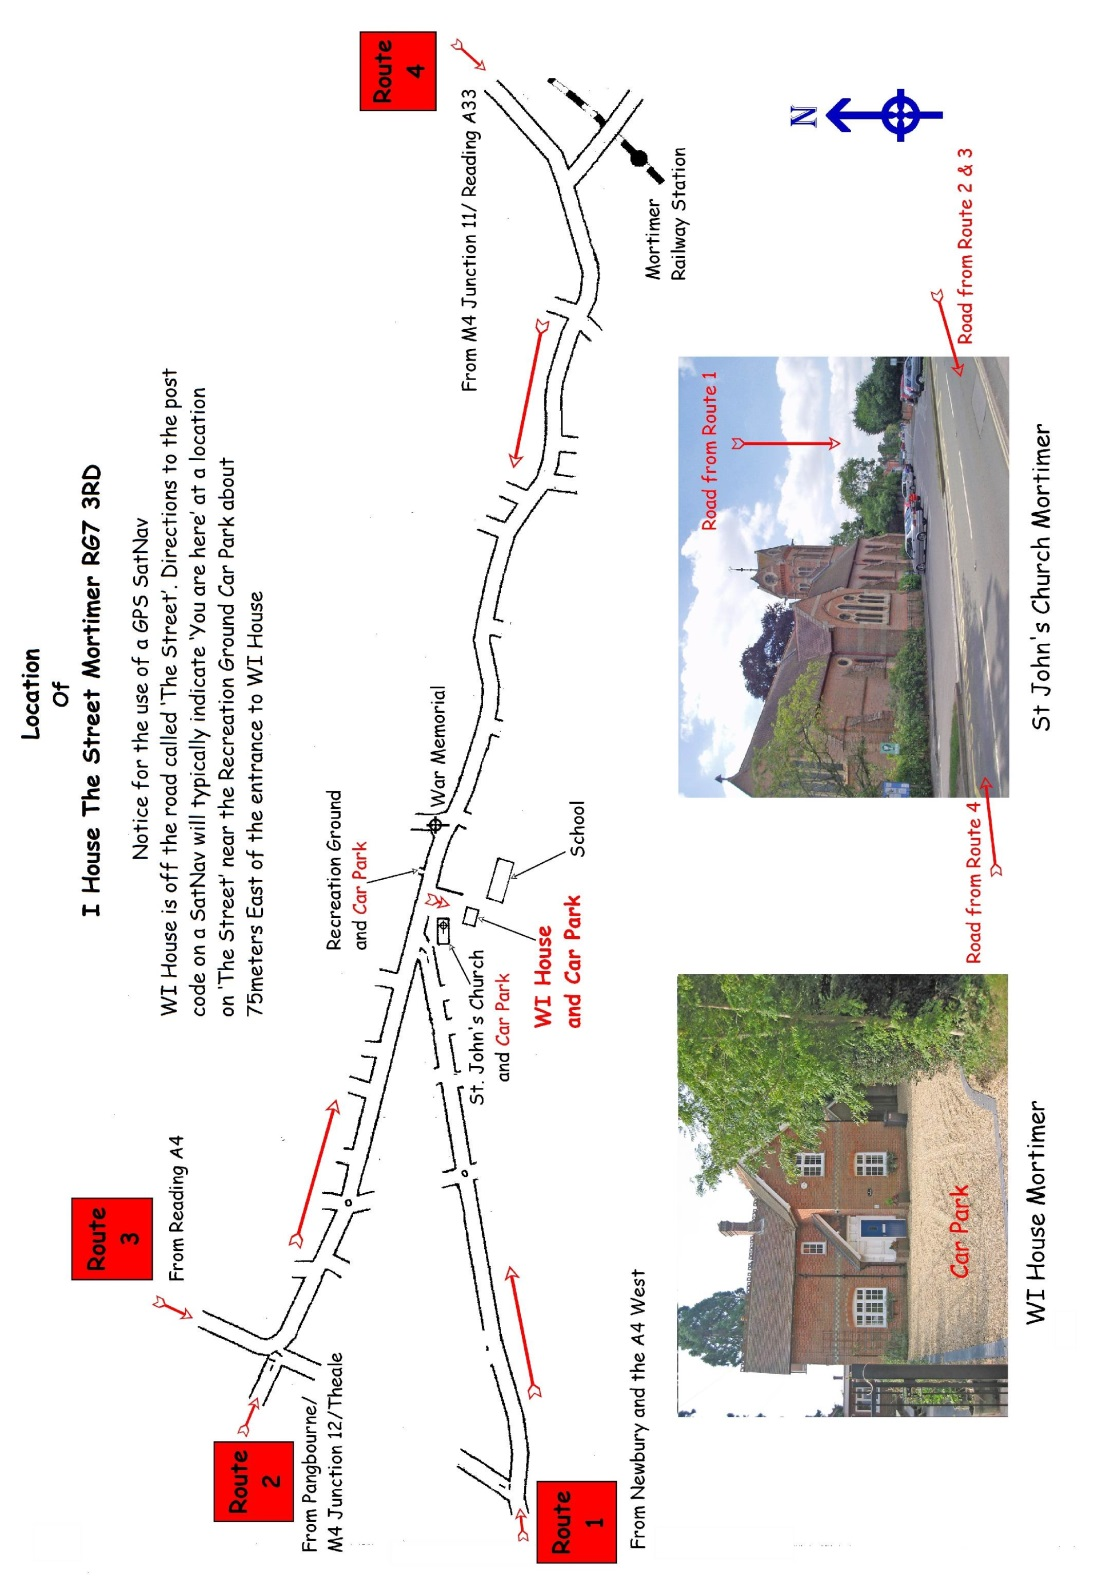 Location
Of
I House The Street Mortimer RG7 3RD
Notice for the use of a GPS SatNav
WI House is off the road called 'The Street'. Directions to the post
code on a SatNav will typically indicate 'You are here' at a location
on 'The Street' near the Recreation Ground Car Park about
75meters East of the entrance to WI House
Route
3
From Reading A4
Route
2
From Pangbourne/
M4 Junction 12/Theale
Recreation Ground
and Car Park
War Memorial
Route
4
From M4 Junction 11/ Reading A33
St. John's Church
and Car Park
WI House
and Car Park
School
Mortimer
Railway Station
Route
1
From Newbury and the A4 West
N
Car Park
WI House Mortimer
Road from Route 1
Road from Route 4
Road from Route 2 & 3
St John's Church Mortimer